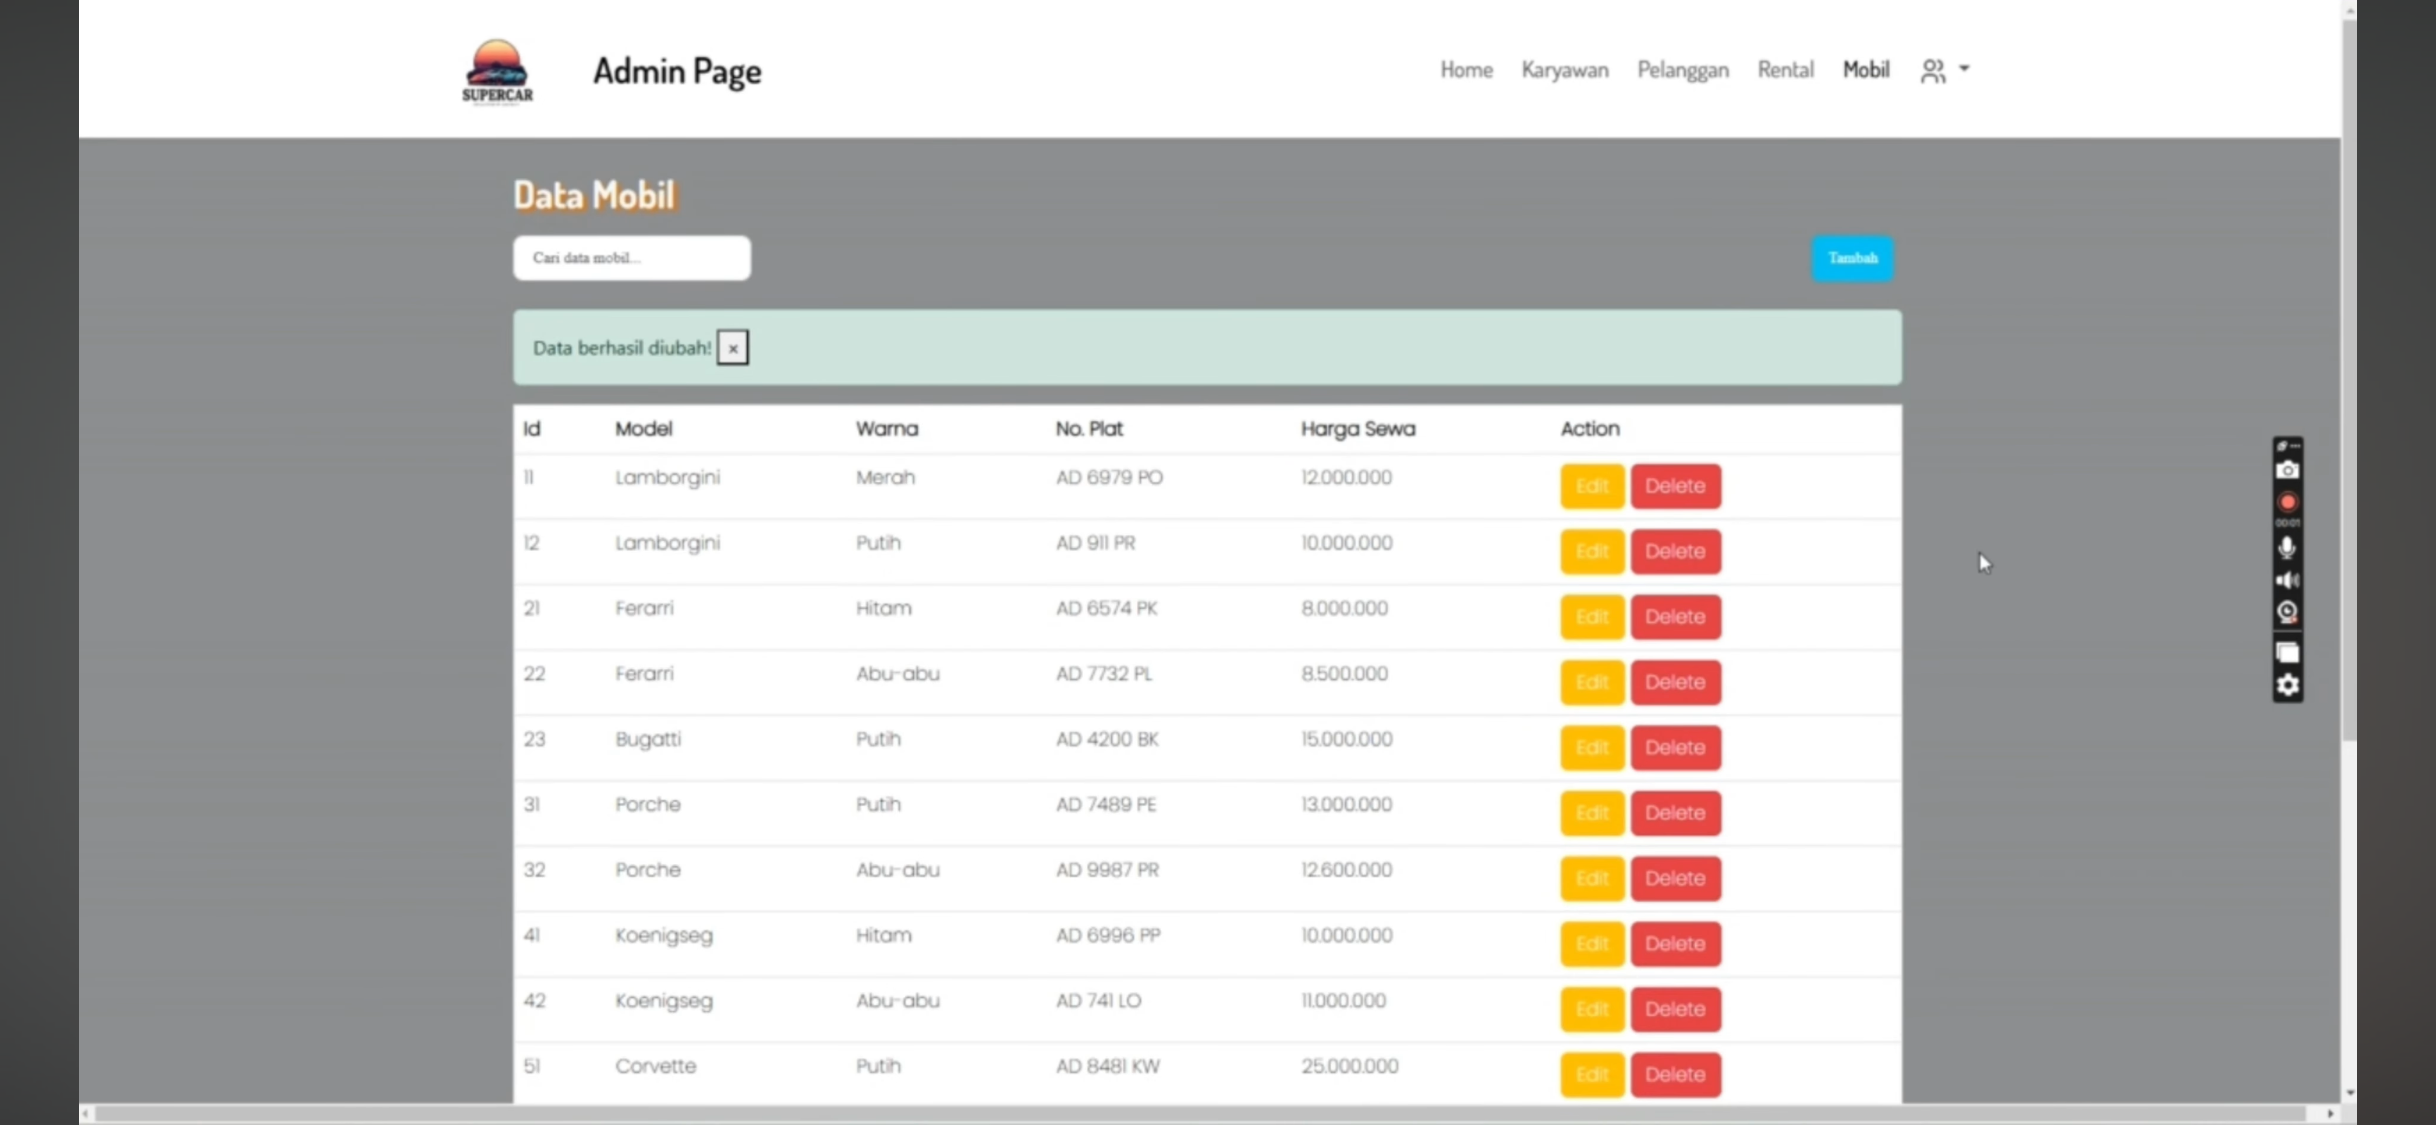 SUPERCAR
Admin Page
Home Karyawan Pelanggan Rental Mobil
Data Mobil
Cari data mobil...
Tambah
Data berhasil diubah! ×
Id Model Warna No. Plat Harga Sewa Action
11 Lamborgini Merah AD 6979 PO 12.000.000 Edit Delete
12 Lamborgini Putih AD 911 PR 10.000.000 Edit Delete
21 Ferarri Hitam AD 6574 PK 8.000.000 Edit Delete
22 Ferarri Abu-abu AD 7732 PL 8.500.000 Edit Delete
23 Bugatti Putih AD 4200 BK 15.000.000 Edit Delete
31 Porche Putih AD 7489 PE 13.000.000 Edit Delete
32 Porche Abu-abu AD 9987 PR 12.600.000 Edit Delete
41 Koenigseg Hitam AD 6996 PP 10.000.000 Edit Delete
42 Koenigseg Abu-abu AD 741 LO 11.000.000 Edit Delete
51 Corvette Putih AD 8481 KW 25.000.000 Edit Delete
00:01